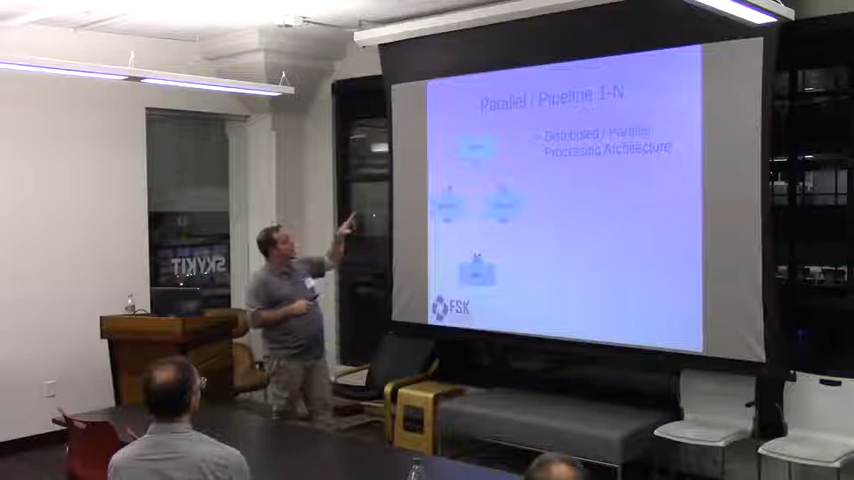 Parallel / Pipeline 1-N
Distributed / Parallel
Processing Architecture
FSK
SKYKIT